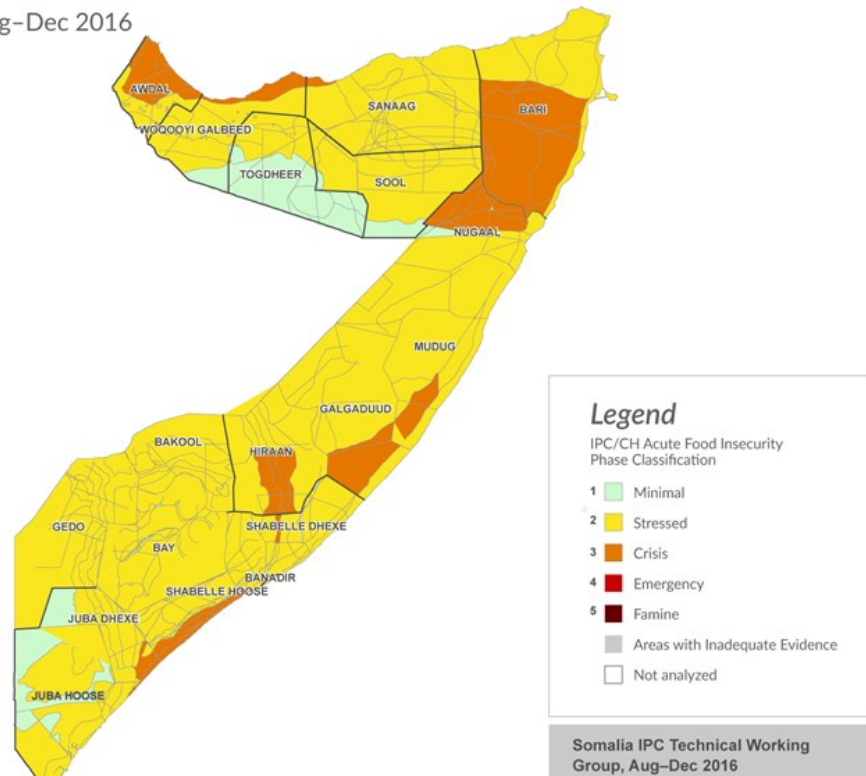 g–Dec 2016
AWDAL
WOQOOYI GALBEED
SANAAG
BARI
TOGDHEER
SOOL
NUGAAL
MUDUG
GALGADUUD
BAKOOL
HIRAAN
GEDO
SHABELLE DHEXE
BAY
BANADIR
SHABELLE HOOSE
JUBA DHEXE
JUBA HOOSE
Legend
IPC/CH Acute Food Insecurity
Phase Classification
1 Minimal
2 Stressed
3 Crisis
4 Emergency
5 Famine
Areas with Inadequate Evidence
Not analyzed
Somalia IPC Technical Working
Group, Aug–Dec 2016